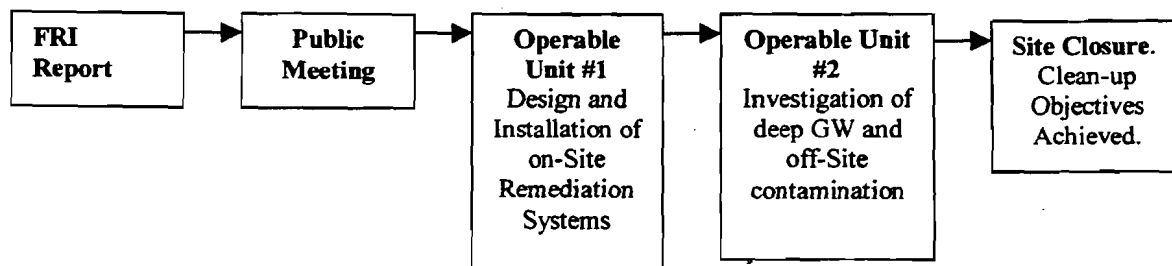 FRI
Report
Public
Meeting
Operable
Unit #1
Design and
Installation of
on-Site
Remediation
Systems
Operable Unit
#2
Investigation of
deep GW and
off-Site
contamination
Site Closure.
Clean-up
Objectives
Achieved.